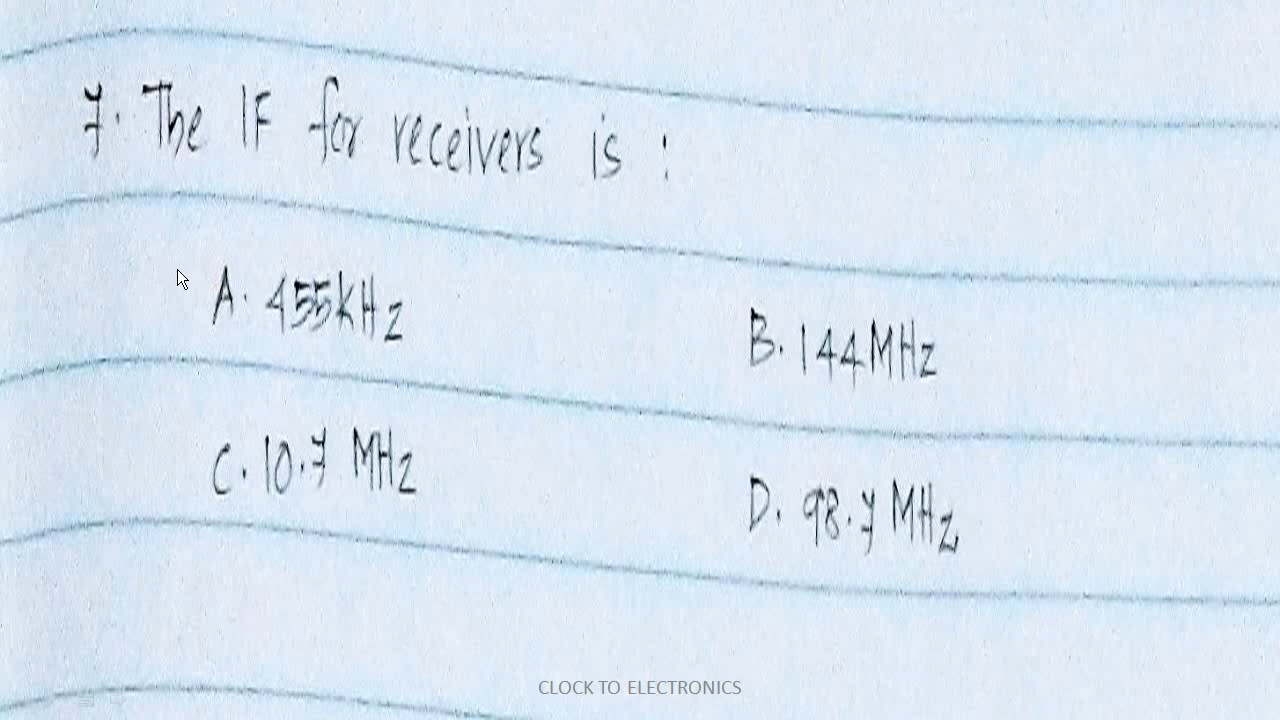 7. The IF for receivers is :
A. 455kHz
B. 144MHz
C. 10.7 MHz
D. 98.7 MHz
CLOCK TO ELECTRONICS